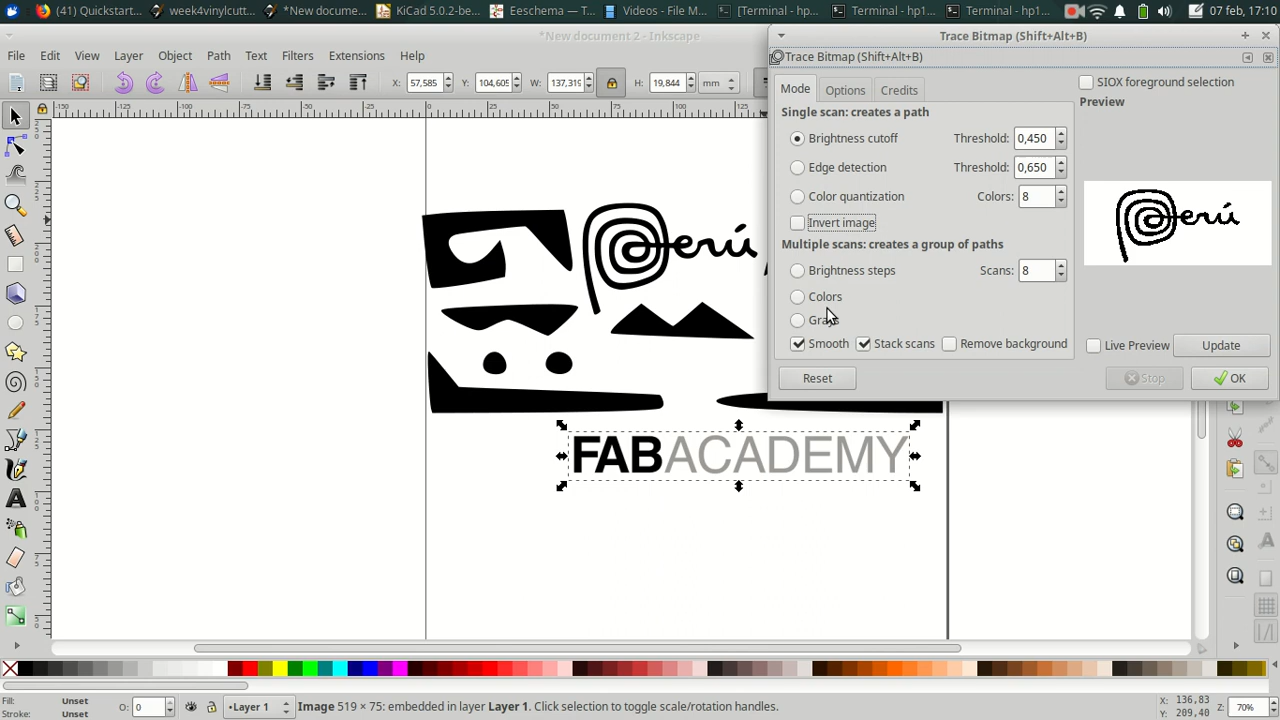 (41) Quickstart...
week4vinylcutt...
*New docume...
KiCad 5.0.2-be...
Eeschema — T...
Videos - File M...
[Terminal - hp...
Terminal - hp1...
Terminal - hp1...
07 feb, 17:10
*New document 2 - Inkscape
Trace Bitmap (Shift+Alt+B)
File Edit View Layer Object Path Text Filters Extensions Help
Trace Bitmap (Shift+Alt+B)
X: 57,585 Y: 104,605 W: 137,319 H: 19,844 mm
Mode Options Credits
SIOX foreground selection
Preview
Single scan: creates a path
Brightness cutoff Threshold: 0,450
Edge detection Threshold: 0,650
Color quantization Colors: 8
Invert image
Multiple scans: creates a group of paths
Brightness steps Scans: 8
Colors
Grays
Smooth Stack scans Remove background
Live Preview Update
Reset Stop OK
Perú
Perú
FABACADEMY
Fill: Unset
Stroke: Unset
O: 0
•Layer 1
Image 519 × 75: embedded in layer Layer 1. Click selection to toggle scale/rotation handles.
X: 136,83
Y: 209,40
Z: 70%